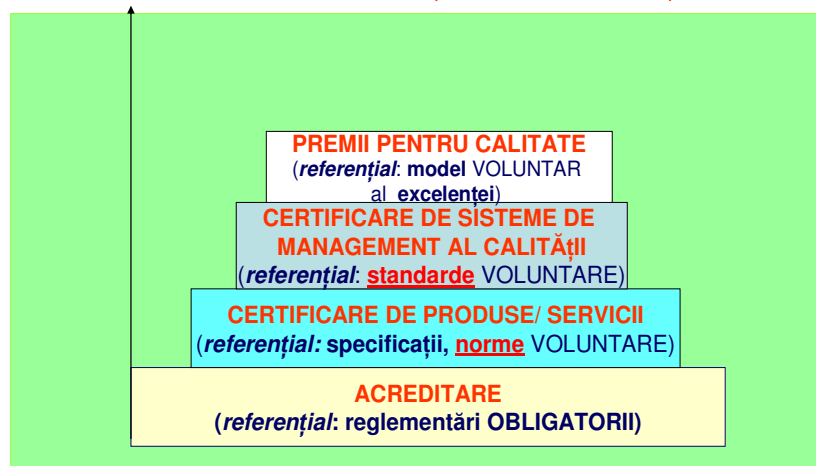 PREMII PENTRU CALITATE
(referențial: model VOLUNTAR
al excelenței)
CERTIFICARE DE SISTEME DE
MANAGEMENT AL CALITĂțII
(referențial: standarde VOLUNTARE)
CERTIFICARE DE PRODUSE/ SERVICII
(referențial: specificații, norme VOLUNTARE)
ACREDITARE
(referențial: reglementări OBLIGATORII)